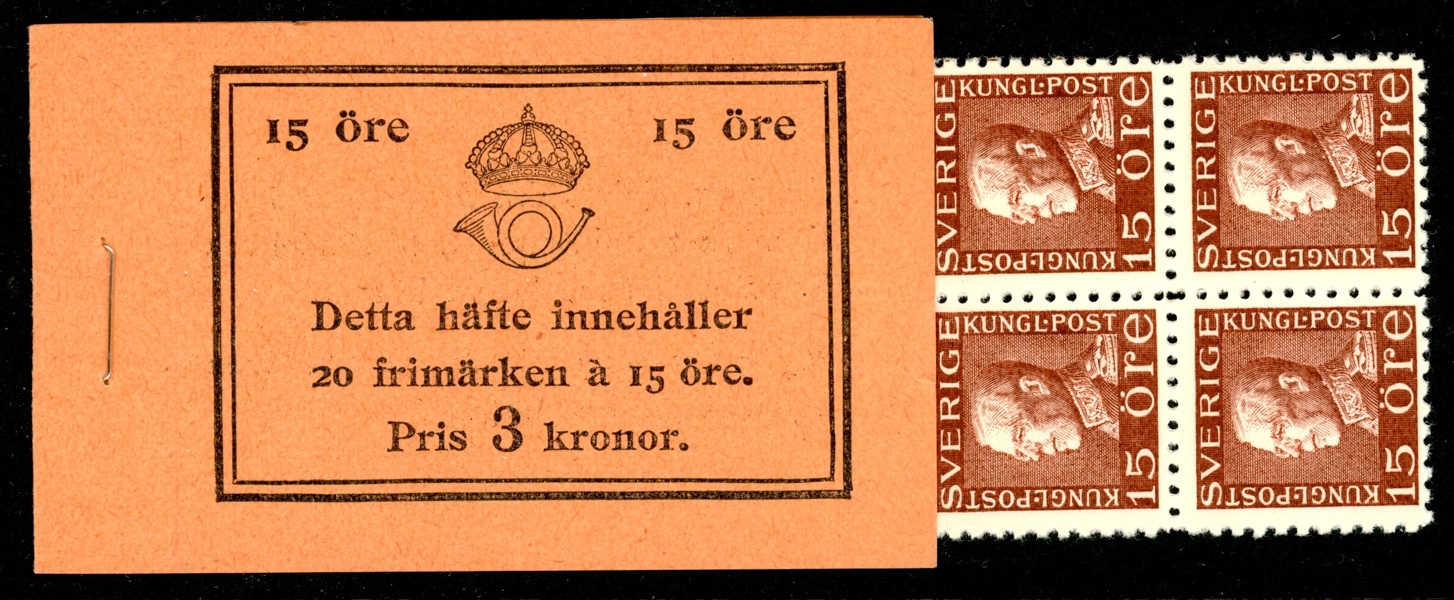 15 öre
15 öre
Detta häfte innehåller
20 frimärken à 15 öre.
Pris 3 kronor.
SVERIGE
KUNGL·POST
KUNGL·POST
15 öre
SVERIGE
KUNGL·POST
KUNGL·POST
15 öre
SVERIGE
KUNGL·POST
KUNGL·POST
15 öre
SVERIGE
KUNGL·POST
KUNGL·POST
15 öre